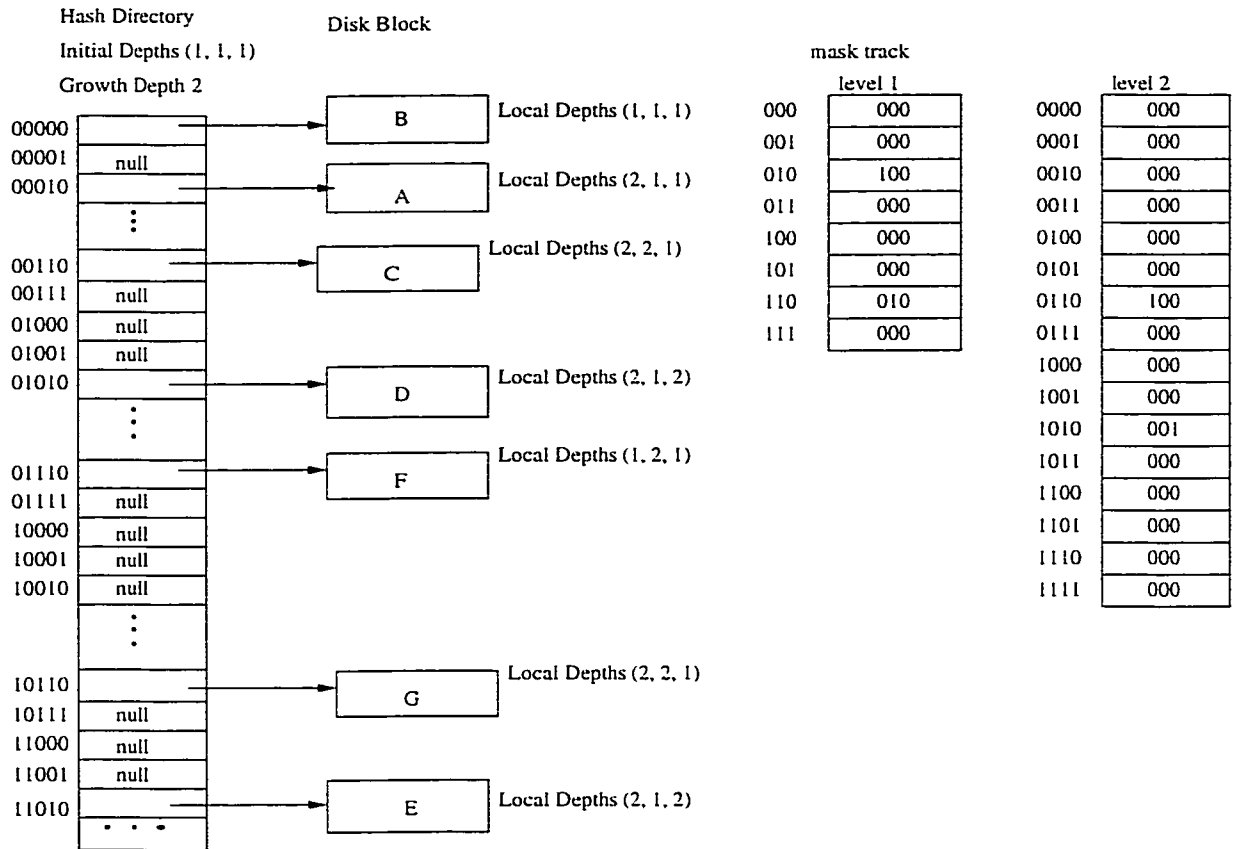 Hash Directory
Disk Block
Initial Depths (1, 1, 1)
mask track
Growth Depth 2
level 1
level 2
00000
B
Local Depths (1, 1, 1)
00001 null
00010
A
Local Depths (2, 1, 1)
00110
C
Local Depths (2, 2, 1)
00111 null
01000 null
01001 null
01010
D
Local Depths (2, 1, 2)
01110
F
Local Depths (1, 2, 1)
01111 null
10000 null
10001 null
10010 null
10110
G
Local Depths (2, 2, 1)
10111 null
11000 null
11001 null
11010
E
Local Depths (2, 1, 2)
000 000
001 000
010 100
011 000
100 000
101 000
110 010
111 000
0000 000
0001 000
0010 000
0011 000
0100 000
0101 000
0110 100
0111 000
1000 000
1001 000
1010 001
1011 000
1100 000
1101 000
1110 000
1111 000